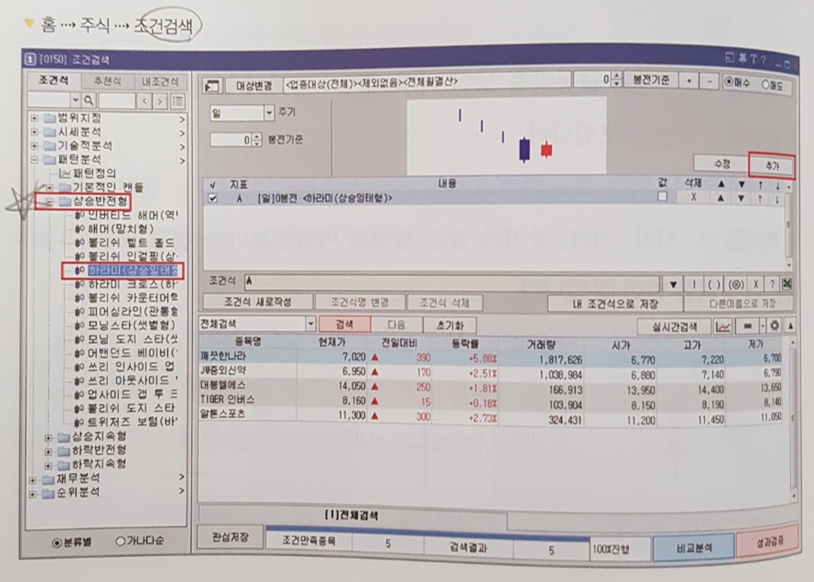 ▼ 홈 ···→ 주식 ···→ 조건검색
1 [0150] 조건검색
조건식 추천식 내조건식
대상변경 <업종대상(전체)><제외없음><전체월결산> 0 봉전기준 + - 매수 매도
일 주기
0 봉전기준
수정 추가
범위지정 >
시세분석 >
기술적분석 >
패턴분석
패턴정의
기본적인 캔들
상승반전형
인버티드 해머(역
해머(망치형)
불리쉬 벨트 홀드
불리쉬 인걸핑(상
하라미(상승잉태형
하라미 크로스(하
불리쉬 카운터어택
피어싱라인(관통형
모닝스타(샛별형)
모닝 도지 스타(
어밴던드 베이비(
쓰리 인사이드 업
쓰리 아웃사이드
업사이드 갭 투 크
불리쉬 도지 스타
트위저즈 보텀(바
상승지속형
하락반전형
하락지속형
재무분석 >
순위분석 >
분류별 가나다순
√ 지표 내용 값 삭제 ▲ ▼ ↑ ↓
A [일]0봉전 <하라미(상승잉태형)> X ▲ ▼ ↑ ↓
조건식 A ▼ ! ( ) (⊗) X ?
조건식 새로작성 조건식명 변경 조건식 삭제 내 조건식으로 저장 다른이름으로 저장
전체검색 검색 다음 초기화 실시간검색
종목명 현재가 전일대비 등락률 거래량 시가 고가 저가
깨끗한나라 7,020 ▲ 390 +5.88% 1,817,626 6,770 7,220 6,700
JW중외신약 6,950 ▲ 170 +2.51% 1,038,984 6,880 7,140 6,790
대봉엘에스 14,050 ▲ 250 +1.81% 166,913 13,950 14,400 13,650
TIGER 인버스 8,160 ▲ 15 +0.18% 103,904 8,150 8,190 8,140
알톤스포츠 11,300 ▲ 300 +2.73% 324,431 11,200 11,450 11,050
[1]전체검색
관심저장 조건만족종목 5 검색결과 5 100%진행 비교분석 성과검증